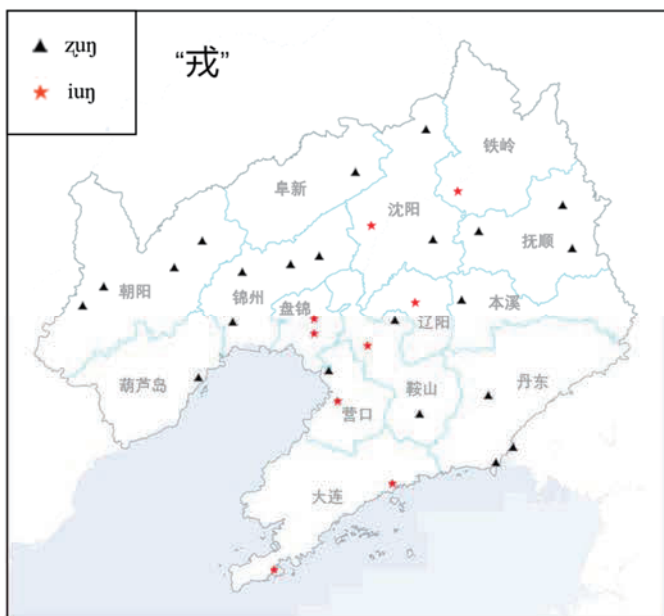 ʐuŋ
iuŋ
“戎”
铁岭
阜新
沈阳
抚顺
朝阳
锦州
盘锦
辽阳
本溪
葫芦岛
鞍山
丹东
营口
大连